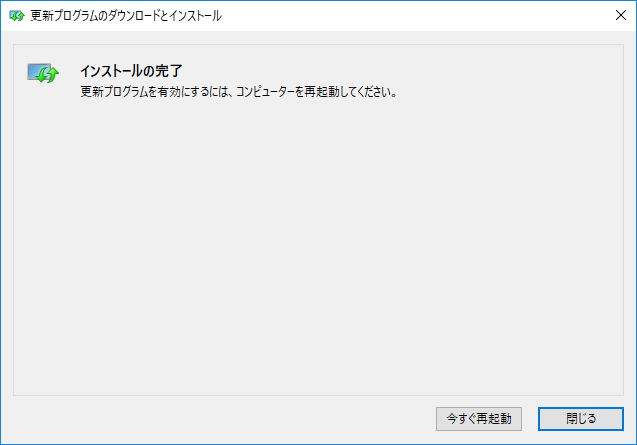 更新プログラムのダウンロードとインストール
インストールの完了
更新プログラムを有効にするには、コンピューターを再起動してください。
今すぐ再起動
閉じる